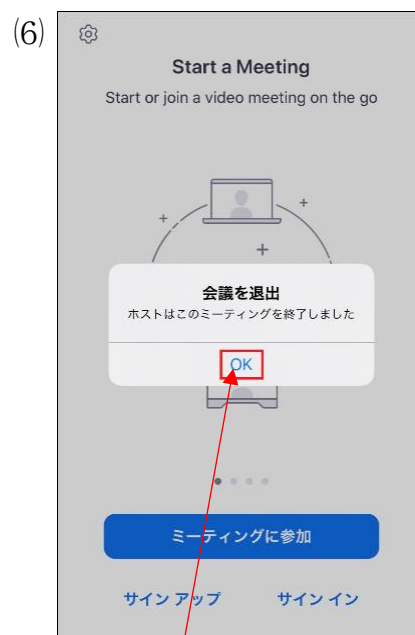 (6)
Start a Meeting
Start or join a video meeting on the go
会議を退出
ホストはこのミーティングを終了しました
OK
ミーティングに参加
サイン アップ サイン イン